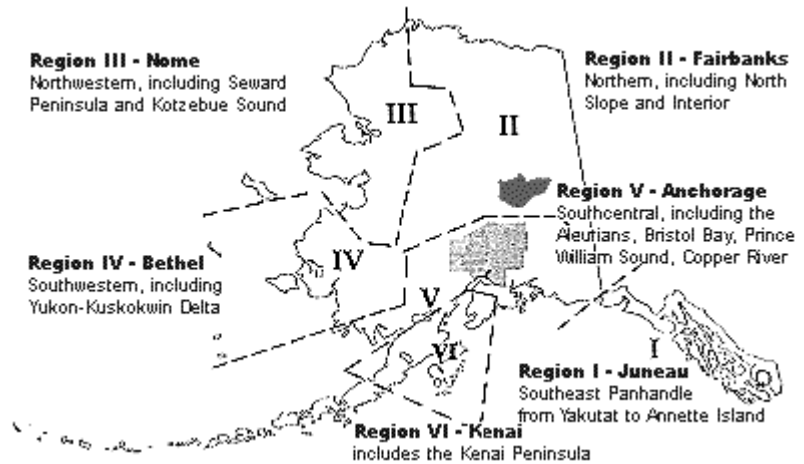 Region III - Nome
Northwestern, including Seward
Peninsula and Kotzebue Sound
Region II - Fairbanks
Northern, including North
Slope and Interior
III
II
Region V - Anchorage
Southcentral, including the
Aleutians, Bristol Bay, Prince
William Sound, Copper River
Region IV - Bethel
Southwestern, including
Yukon-Kuskokwin Delta
IV
V
VI
I
Region I - Juneau
Southeast Panhandle
from Yakutat to Annette Island
Region VI - Kenai
includes the Kenai Peninsula